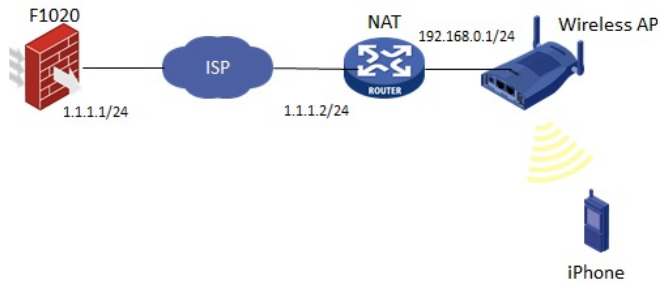 F1020
NAT
192.168.0.1/24
Wireless AP
ISP
ROUTER
1.1.1.1/24
1.1.1.2/24
iPhone